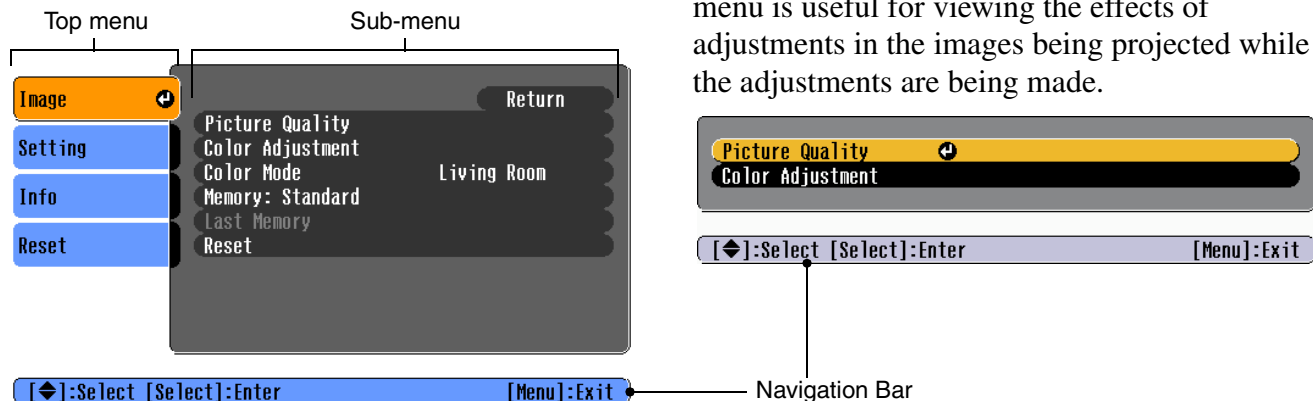 Top menu
Sub-menu
Image
Setting
Info
Reset
Return
Picture Quality
Color Adjustment
Color Mode Living Room
Memory: Standard
Last Memory
Reset
[◆]:Select [Select]:Enter [Menu]:Exit
menu is useful for viewing the effects of
adjustments in the images being projected while
the adjustments are being made.
Picture Quality
Color Adjustment
[◆]:Select [Select]:Enter [Menu]:Exit
Navigation Bar